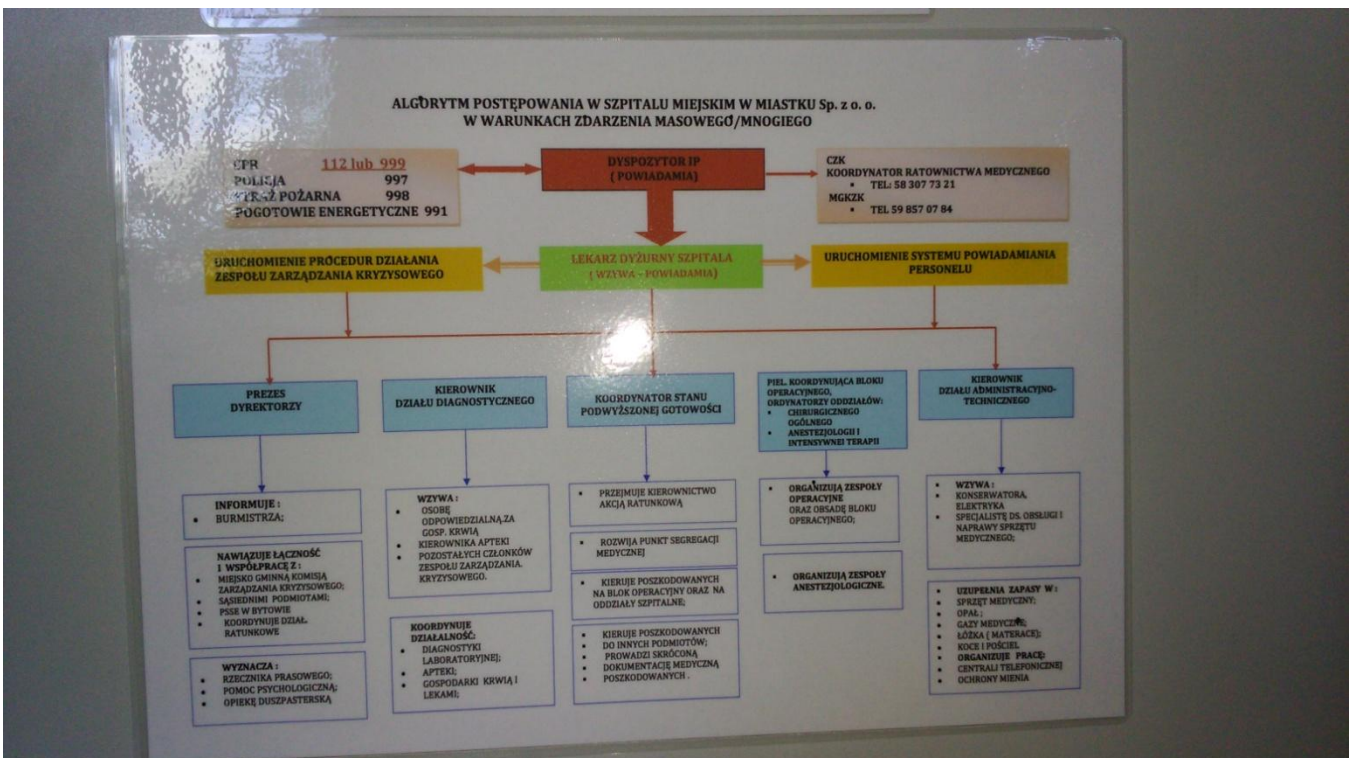 ALGORYTM POSTĘPOWANIA W SZPITALU MIEJSKIM W MIASTKU Sp. z o. o.
W WARUNKACH ZDARZENIA MASOWEGO/MNOGIEGO
CPR 112 lub 999
POLICJA 997
STRAŻ POŻARNA 998
POGOTOWIE ENERGETYCZNE 991
DYSPOZYTOR IP
( POWIADAMIA)
CZK
KOORDYNATOR RATOWNICTWA MEDYCZNEGO
• TEL: 58 307 73 21
MGKZK
• TEL 59 857 07 84
URUCHOMIENIE PROCEDUR DZIAŁANIA
ZESPOŁU ZARZĄDZANIA KRYZYSOWEGO
LEKARZ DYŻURNY SZPITALA
( WZYWA - POWIADAMIA)
URUCHOMIENIE SYSTEMU POWIADAMIANIA
PERSONELU
PREZES
DYREKTORZY
KIEROWNIK
DZIAŁU DIAGNOSTYCZNEGO
KOORDYNATOR STANU
PODWYŻSZONEJ GOTOWOŚCI
PIEL. KOORDYNUJĄCA BLOKU
OPERACYJNEGO,
ORDYNATORZY ODDZIAŁÓW:
• CHIRURGICZNEGO
OGÓLNEGO
• ANESTEZJOLOGII I
INTENSYWNEJ TERAPII
KIEROWNIK
DZIAŁU ADMINISTRACYJNO-
TECHNICZNEGO
INFORMUJE :
• BURMISTRZA;
NAWIĄZUJE ŁĄCZNOŚĆ
I WSPÓŁPRACĘ Z :
• MIEJSKO GMINNĄ KOMISJĄ
ZARZĄDZANIA KRYZYSOWEGO;
• SĄSIEDNIMI PODMIOTAMI;
• PSSE W BYTOWIE
• KOORDYNUJE DZIAŁ.
RATUNKOWE
WYZNACZA :
• RZECZNIKA PRASOWEGO;
• POMOC PSYCHOLOGICZNĄ;
• OPIEKĘ DUSZPASTERSKĄ
WZYWA :
• OSOBĘ
ODPOWIEDZIALNĄ.ZA
GOSP. KRWIĄ
• KIEROWNIKA APTEKI
• POZOSTAŁYCH CZŁONKÓW
ZESPOŁU ZARZĄDZANIA.
KRYZYSOWEGO.
KOORDYNUJE
DZIAŁALNOŚĆ:
• DIAGNOSTYKI
LABORATORYJNEJ;
• APTEKI;
• GOSPODARKI KRWIĄ I
LEKAMI;
• PRZEJMUJE KIEROWNICTWO
AKCJĄ RATUNKOWĄ
• ROZWIJA PUNKT SEGREGACJI
MEDYCZNEJ
• KIERUJE POSZKODOWANYCH
NA BLOK OPERACYJNY ORAZ NA
ODDZIAŁY SZPITALNE;
• KIERUJE POSZKODOWANYCH
• DO INNYCH PODMIOTÓW;
• PROWADZI SKRÓCONĄ
• DOKUMENTACJĘ MEDYCZNĄ
• POSZKODOWANYCH .
• ORGANIZUJĄ ZESPOŁY
OPERACYJNE
ORAZ OBSADĘ BLOKU
OPERACYJNEGO;
• ORGANIZUJĄ ZESPOŁY
ANESTEZJOLOGICZNE.
• WZYWA :
• KONSERWATORA,
ELEKTRYKA
• SPECJALISTĘ DS. OBSŁUGI I
NAPRAWY SPRZĘTU
MEDYCZNEGO;
• UZUPEŁNIA ZAPASY W :
• SPRZĘT MEDYCZNY;
• OPAŁ ;
• GAZY MEDYCZNE;
• ŁÓŻKA ( MATERACE);
• KOCE I POŚCIEL
• ORGANIZUJE PRACĘ:
• CENTRALI TELEFONICZNEJ
• OCHRONY MIENIA